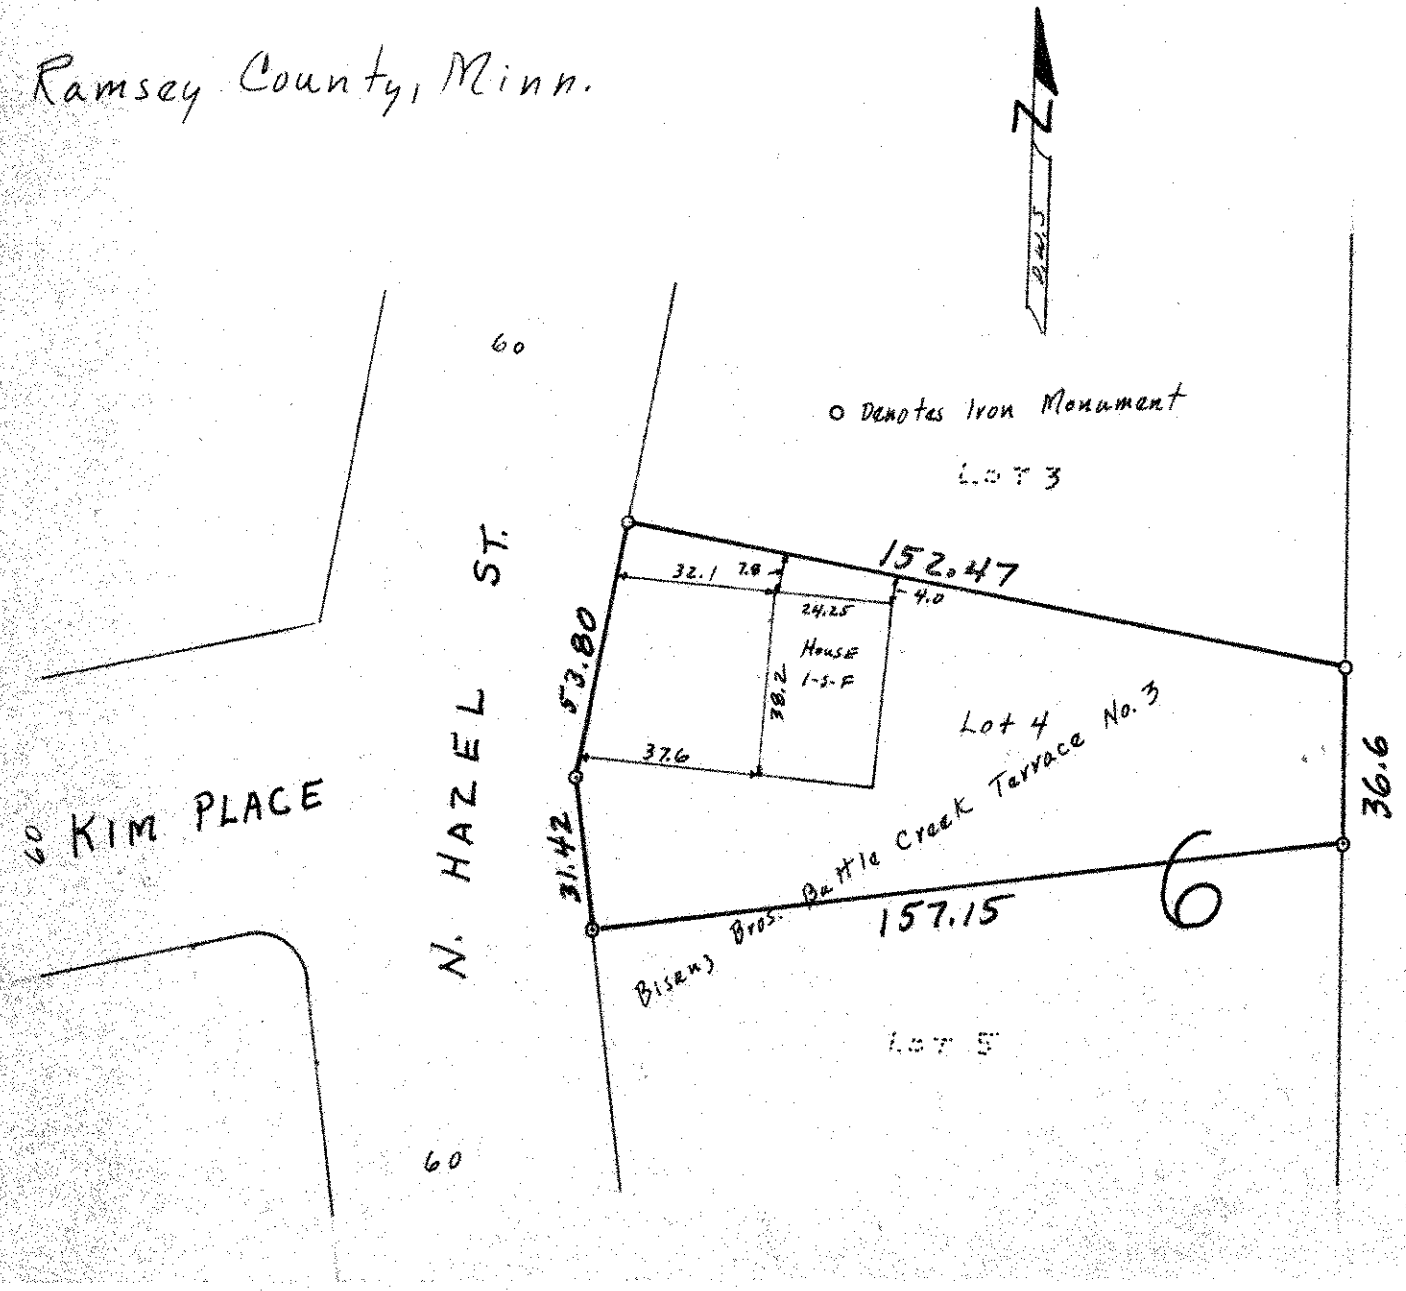 Ramsey County, Minn.
N
60
o Denotes Iron Monument
LOT 3
152.47
32.1
7.8
4.0
24.25
House
1-S-F
38.2
53.80
N. HAZEL ST.
37.6
Lot 4
Bros. Battle Creek Terrace No. 3
36.6
60
KIM PLACE
31.42
157.15
6
LOT 5
60